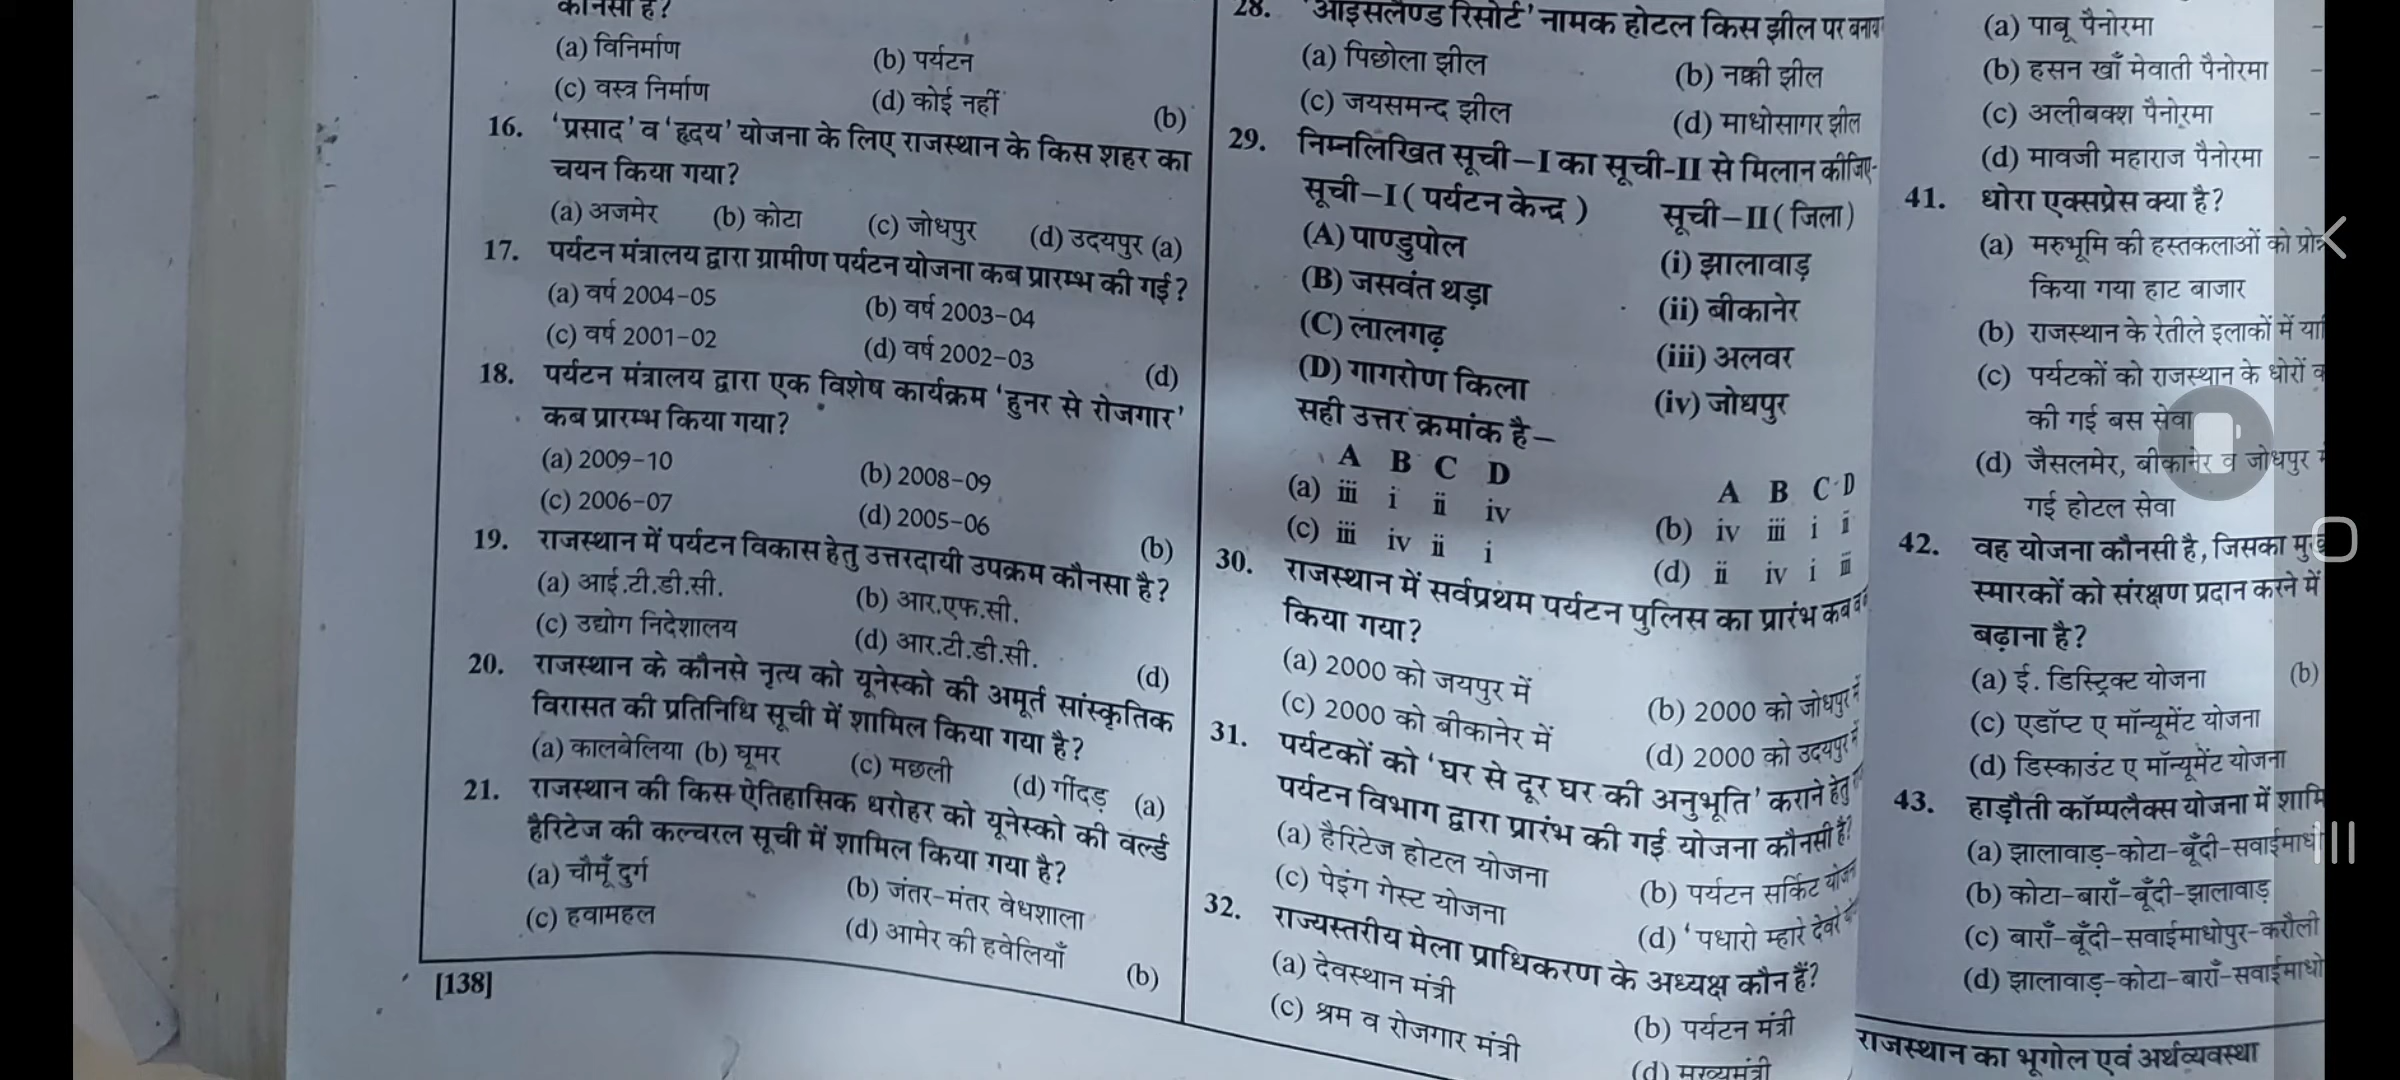 कौनसा है?
(a) विनिर्माण (b) पर्यटन
(c) वस्त्र निर्माण (d) कोई नहीं (b)
16. 'प्रसाद' व 'हृदय' योजना के लिए राजस्थान के किस शहर का
चयन किया गया?
(a) अजमेर (b) कोटा (c) जोधपुर (d) उदयपुर (a)
17. पर्यटन मंत्रालय द्वारा ग्रामीण पर्यटन योजना कब प्रारम्भ की गई?
(a) वर्ष 2004-05 (b) वर्ष 2003-04
(c) वर्ष 2001-02 (d) वर्ष 2002-03 (d)
18. पर्यटन मंत्रालय द्वारा एक विशेष कार्यक्रम 'हुनर से रोजगार'
कब प्रारम्भ किया गया?
(a) 2009-10 (b) 2008-09
(c) 2006-07 (d) 2005-06 (b)
19. राजस्थान में पर्यटन विकास हेतु उत्तरदायी उपक्रम कौनसा है?
(a) आई.टी.डी.सी. (b) आर.एफ.सी.
(c) उद्योग निदेशालय (d) आर.टी.डी.सी. (d)
20. राजस्थान के कौनसे नृत्य को यूनेस्को की अमूर्त सांस्कृतिक
विरासत की प्रतिनिधि सूची में शामिल किया गया है?
(a) कालबेलिया (b) घूमर (c) मछली (d) गींदड़ (a)
21. राजस्थान की किस ऐतिहासिक धरोहर को यूनेस्को की वर्ल्ड
हैरिटेज की कल्चरल सूची में शामिल किया गया है?
(a) चौमूँ दुर्ग (b) जंतर-मंतर वेधशाला
(c) हवामहल (d) आमेर की हवेलियाँ (b)
[138]
28. 'आइसलैण्ड रिसोर्ट' नामक होटल किस झील पर
(a) पिछोला झील (b) नक्की झील
(c) जयसमन्द झील (d) माधोसागर झील
29. निम्नलिखित सूची-I का सूची-II से मिलान कीजिए-
सूची-I ( पर्यटन केन्द्र ) सूची-II ( जिला )
(A) पाण्डुपोल (i) झालावाड़
(B) जसवंत थड़ा (ii) बीकानेर
(C) लालगढ़ (iii) अलवर
(D) गागरोण किला (iv) जोधपुर
सही उत्तर क्रमांक है-
A B C D A B C D
(a) iii i ii iv (b) iv iii i ii
(c) iii iv ii i (d) ii iv i iii
30. राजस्थान में सर्वप्रथम पर्यटन पुलिस का प्रारंभ कब
किया गया?
(a) 2000 को जयपुर में (b) 2000 को जोधपुर में
(c) 2000 को बीकानेर में (d) 2000 को उदयपुर में
31. पर्यटकों को 'घर से दूर घर की अनुभूति' कराने हेतु
पर्यटन विभाग द्वारा प्रारंभ की गई योजना कौनसी है?
(a) हैरिटेज होटल योजना (b) पर्यटन सर्किट
(c) पेइंग गेस्ट योजना (d) 'पधारो म्हारे
32. राज्यस्तरीय मेला प्राधिकरण के अध्यक्ष कौन हैं?
(a) देवस्थान मंत्री (b) पर्यटन मंत्री
(c) श्रम व रोजगार मंत्री (d) मुख्यमंत्री
(a) पाबू पैनोरमा
(b) हसन खाँ मेवाती पैनोरमा
(c) अलीबक्श पैनोरमा
(d) मावजी महाराज पैनोरमा
41. धोरा एक्सप्रेस क्या है?
(a) मरुभूमि की हस्तकलाओं को
किया गया हाट बाजार
(b) राजस्थान के रेतीले इलाकों में
(c) पर्यटकों को राजस्थान के धोरों
की गई बस सेवा
(d) जैसलमेर, बीकानेर व जोधपुर
गई होटल सेवा
42. वह योजना कौनसी है, जिसका
स्मारकों को संरक्षण प्रदान करने में
बढ़ाना है?
(a) ई. डिस्ट्रिक्ट योजना (b)
(c) एडॉप्ट ए मॉन्यूमेंट योजना
(d) डिस्काउंट ए मॉन्यूमेंट योजना
43. हाड़ौती कॉम्पलैक्स योजना में
(a) झालावाड़-कोटा-बूँदी-
(b) कोटा-बाराँ-बूँदी-झालावाड़
(c) बाराँ-बूँदी-सवाईमाधोपुर-करौली
(d) झालावाड़-कोटा-बाराँ-
राजस्थान का भूगोल एवं अर्थव्यवस्था